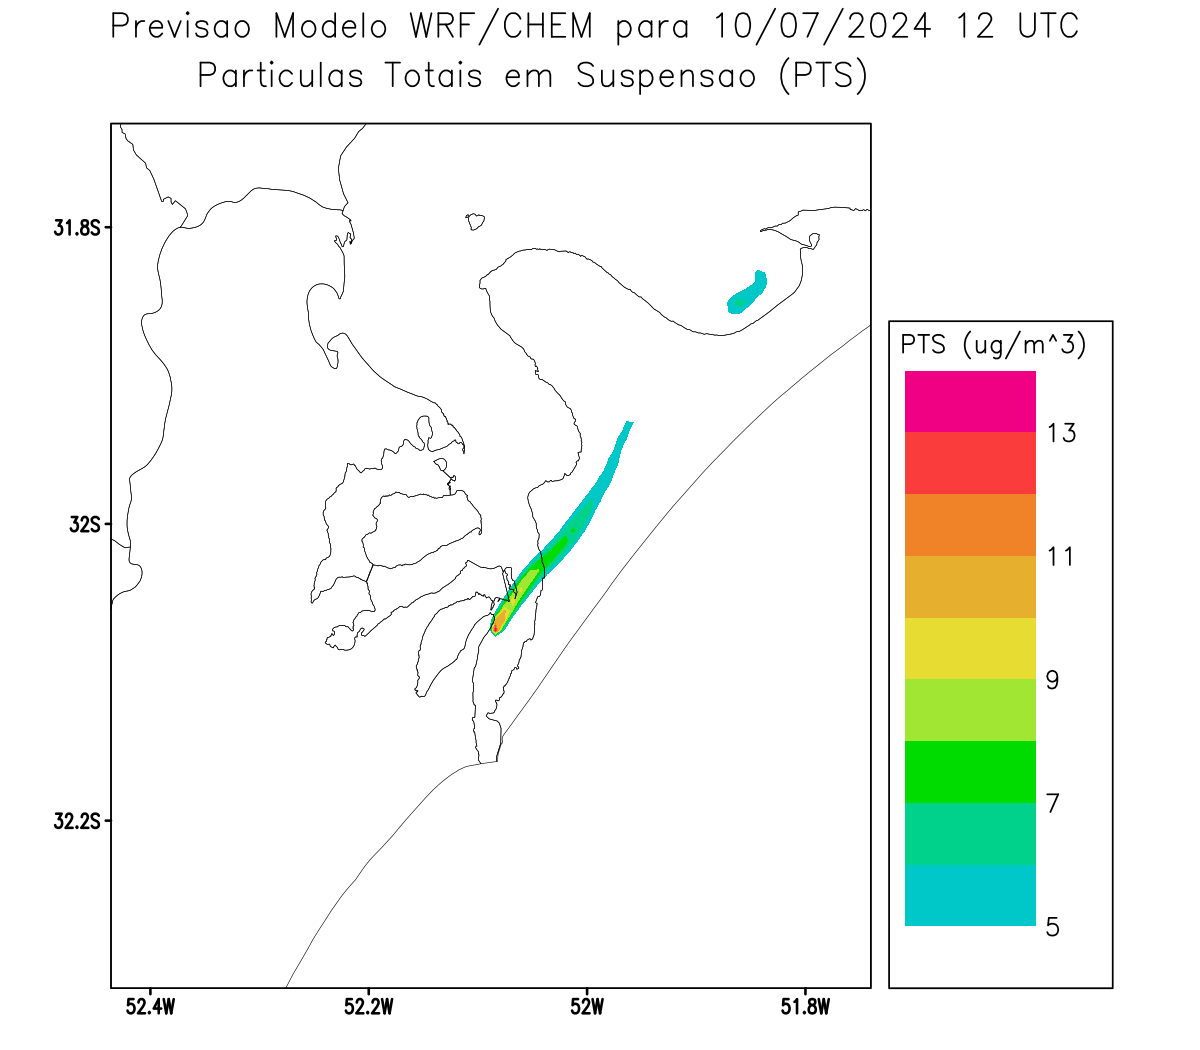 Previsao Modelo WRF/CHEM para 10/07/2024 12 UTC
Particulas Totais em Suspensao (PTS)
31.8S
32S
32.2S
52.4W
52.2W
52W
51.8W
PTS (ug/m^3)
13
11
9
7
5